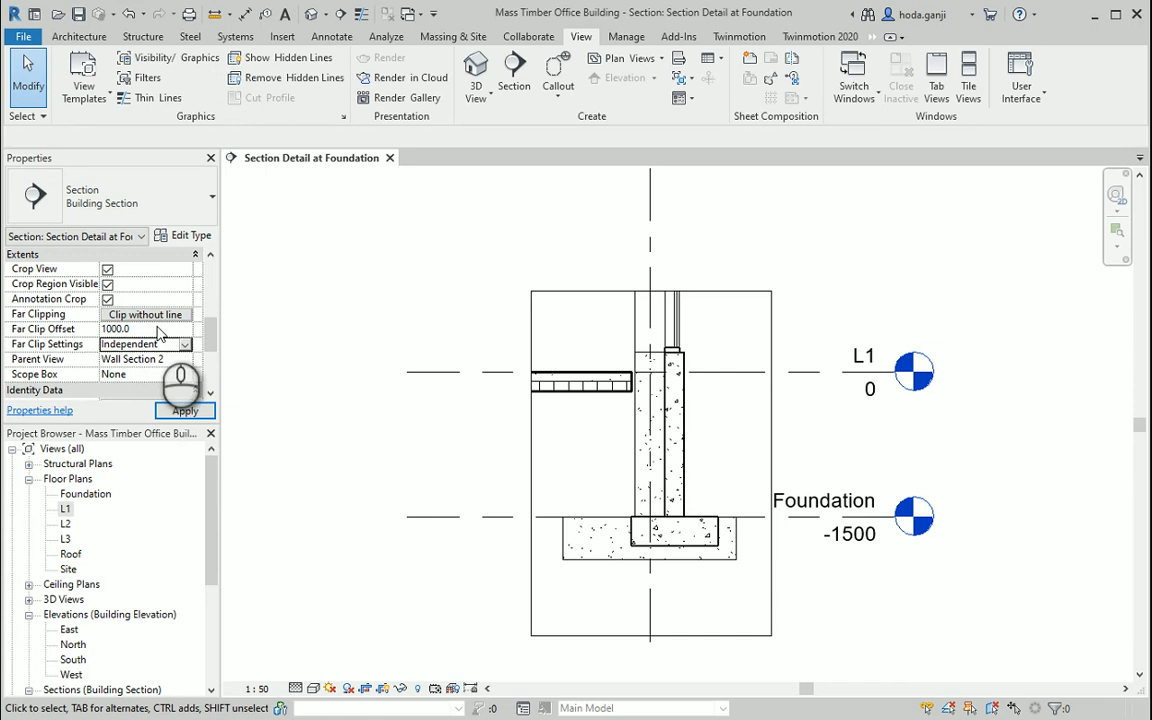 Mass Timber Office Building - Section: Section Detail at Foundation
hoda.ganji
File Architecture Structure Steel Systems Insert Annotate Analyze Massing & Site Collaborate View Manage Add-Ins Twinmotion Twinmotion 2020
Modify
Select
View
Templates
Visibility/ Graphics
Filters
Thin Lines
Show Hidden Lines
Remove Hidden Lines
Cut Profile
Graphics
Render
Render in Cloud
Render Gallery
Presentation
3D
View
Section
Callout
Plan Views
Elevation
Create
Sheet Composition
Switch
Windows
Close
Inactive
Tab
Views
Tile
Views
Windows
User
Interface
Properties
Section
Building Section
Section: Section Detail at Fou
Edit Type
Extents
Crop View
Crop Region Visible
Annotation Crop
Far Clipping Clip without line
Far Clip Offset 1000.0
Far Clip Settings Independent
Parent View Wall Section 2
Scope Box None
Identity Data
Properties help
Apply
Project Browser - Mass Timber Office Buil...
Views (all)
Structural Plans
Floor Plans
Foundation
L1
L2
L3
Roof
Site
Ceiling Plans
3D Views
Elevations (Building Elevation)
East
North
South
West
Sections (Building Section)
Section Detail at Foundation
L1
0
Foundation
-1500
1 : 50
Click to select, TAB for alternates, CTRL adds, SHIFT unselect
:0
Main Model
:0